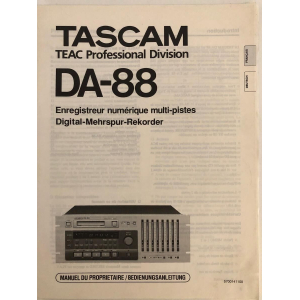 TASCAM
TEAC Professional Division
DA-88
Enregistreur numérique multi-pistes
Digital-Mehrspur-Rekorder
MANUEL DU PROPRIETAIRE/BEDIENUNGSANLEITUNG